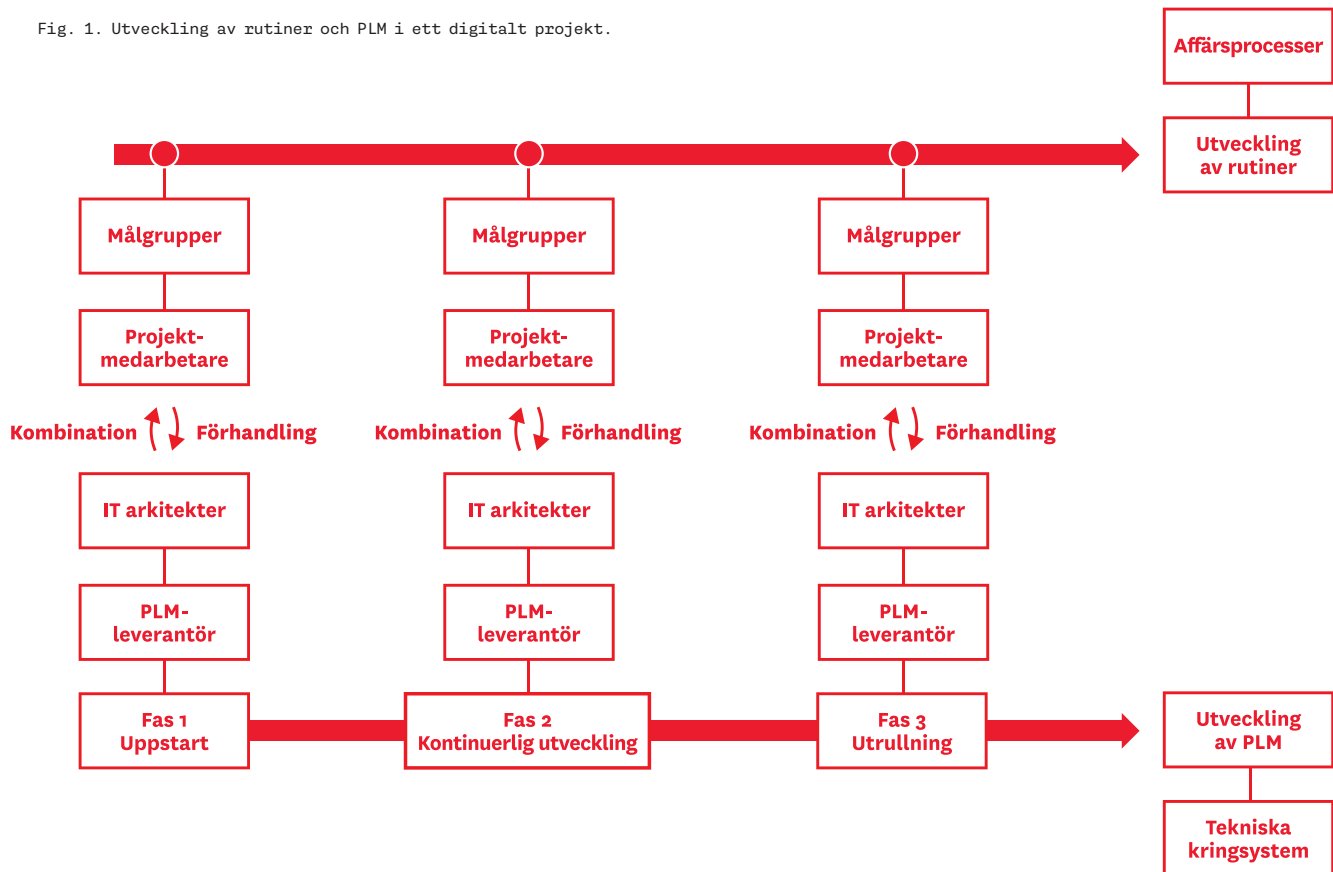 Fig. 1. Utveckling av rutiner och PLM i ett digitalt projekt.
Affärsprocesser
Utveckling
av rutiner
Målgrupper
Målgrupper
Målgrupper
Projekt-
medarbetare
Projekt-
medarbetare
Projekt-
medarbetare
Kombination
Förhandling
Kombination
Förhandling
Kombination
Förhandling
IT arkitekter
IT arkitekter
IT arkitekter
PLM-
leverantör
PLM-
leverantör
PLM-
leverantör
Fas 1
Uppstart
Fas 2
Kontinuerlig utveckling
Fas 3
Utrullning
Utveckling
av PLM
Tekniska
kringsystem